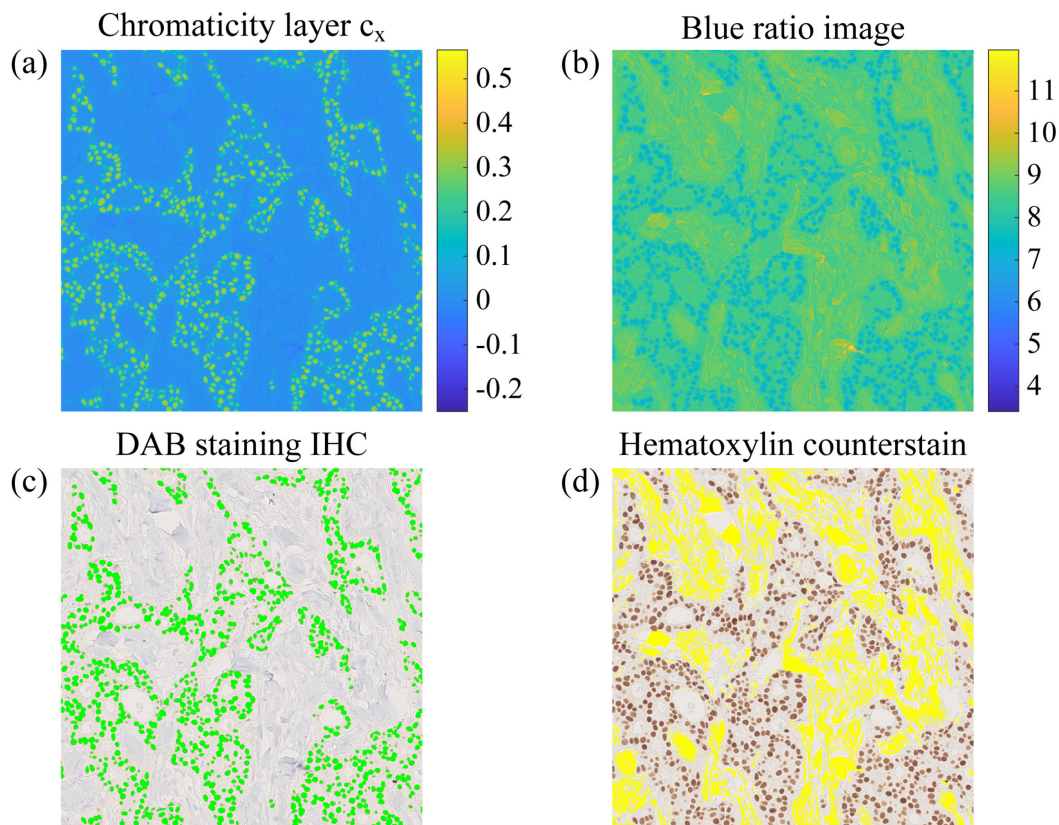 Chromaticity layer cx
Blue ratio image
(a)
0.5
0.4
0.3
0.2
0.1
0
-0.1
-0.2
(b)
11
10
9
8
7
6
5
4
DAB staining IHC
Hematoxylin counterstain
(c)
(d)